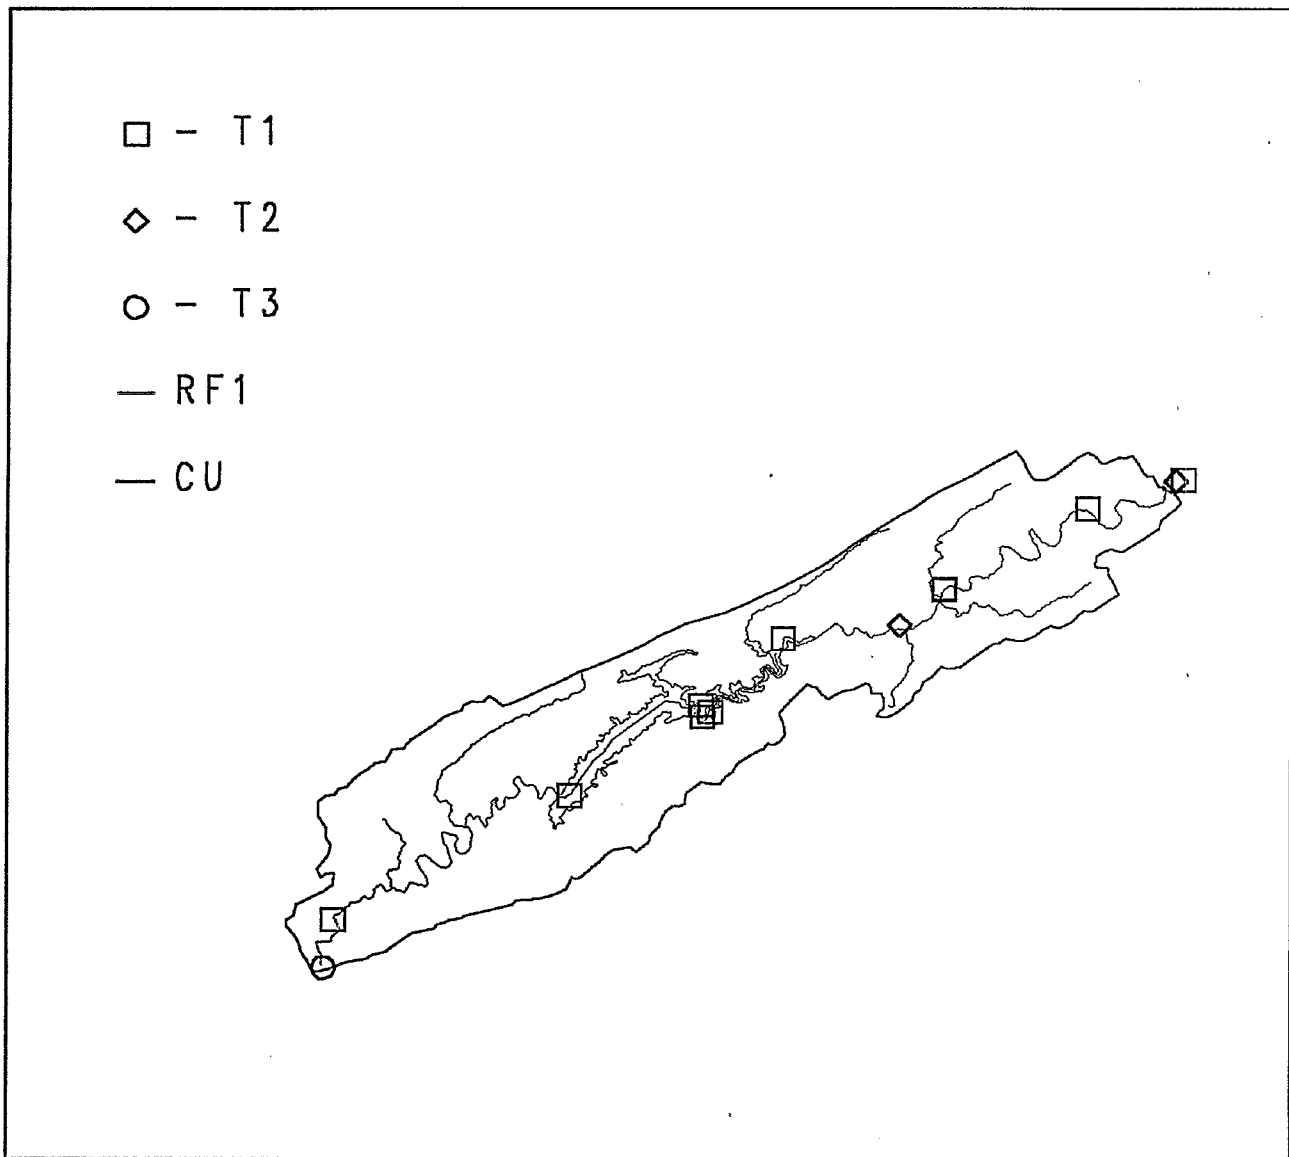 □ - T1
◇ - T2
○ - T3
— RF1
— CU